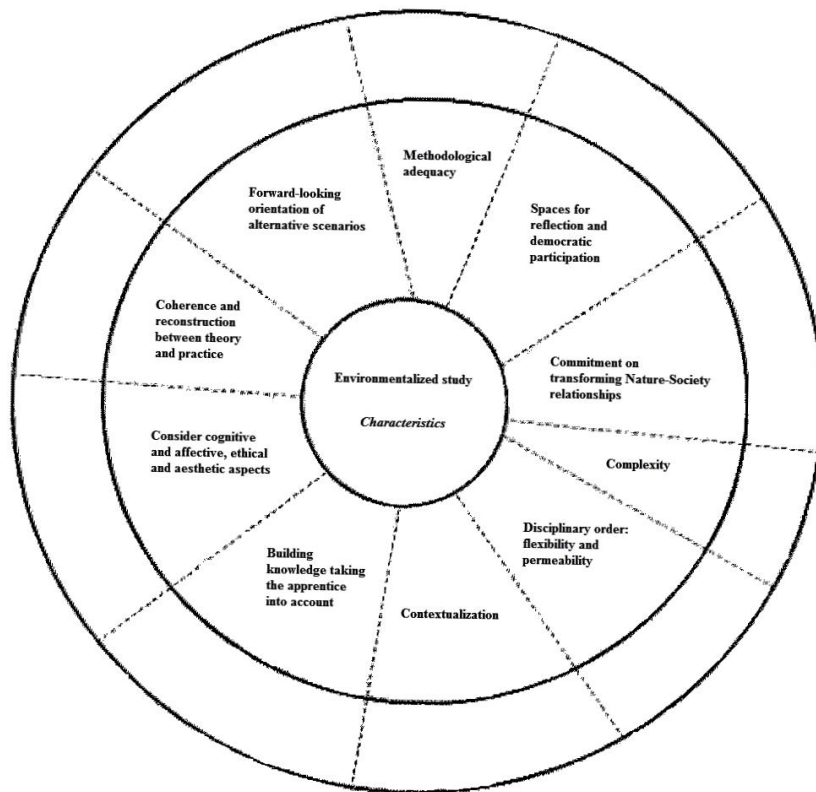 Methodological
adequacy
Spaces for
reflection and
democratic
participation
Commitment on
transforming Nature-Society
relationships
Complexity
Disciplinary order:
flexibility and
permeability
Contextualization
Building
knowledge taking
the apprentice
into account
Consider cognitive
and affective, ethical
and aesthetic aspects
Coherence and
reconstruction
between theory
and practice
Forward-looking
orientation of
alternative scenarios
Environmentalized study
Characteristics